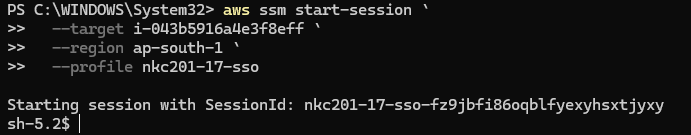 PS C:\WINDOWS\System32> aws ssm start-session `
>>   --target i-043b5916a4e3f8eff `
>>   --region ap-south-1 `
>>   --profile nkc201-17-sso
Starting session with SessionId: nkc201-17-sso-fz9jbfi86oqblfyexyhsxtjyxy
sh-5.2$